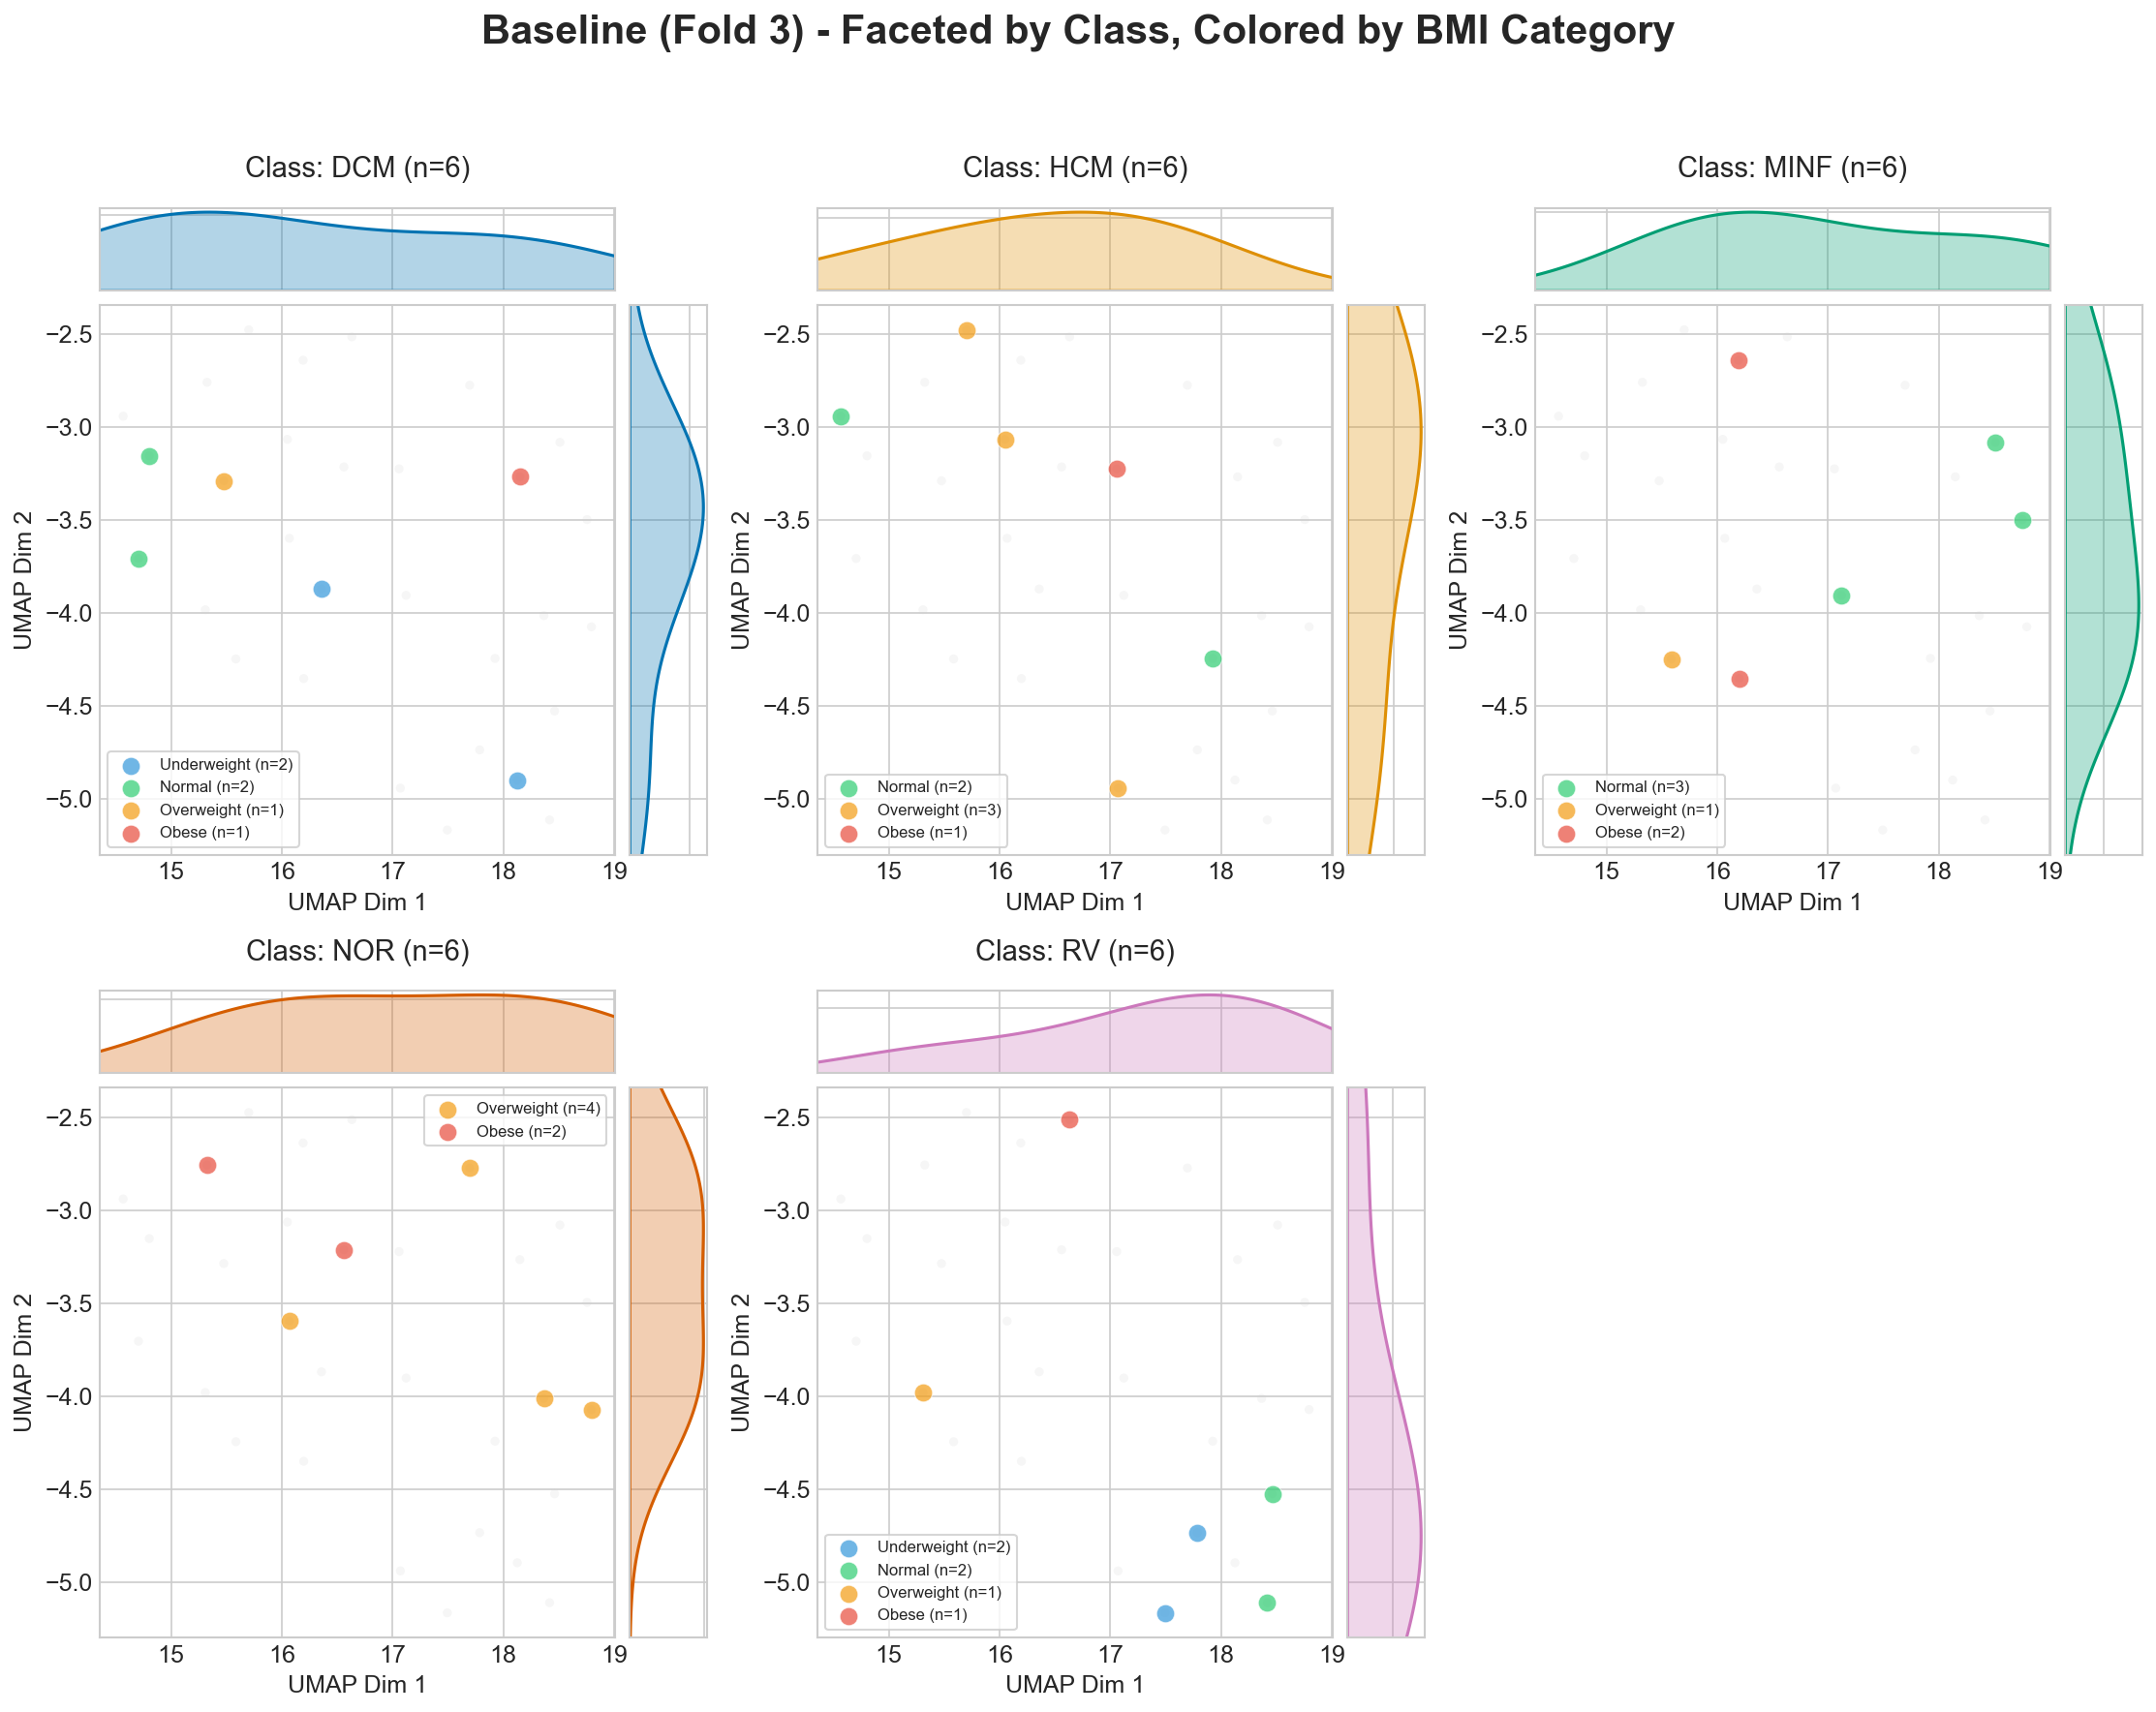 Baseline (Fold 3) - Faceted by Class, Colored by BMI Category
Class: DCM (n=6)
−2.5
−3.0
−3.5
−4.0
−4.5
−5.0
UMAP Dim 2
Underweight (n=2)
Normal (n=2)
Overweight (n=1)
Obese (n=1)
15 16 17 18 19
UMAP Dim 1
Class: HCM (n=6)
−2.5
−3.0
−3.5
−4.0
−4.5
−5.0
UMAP Dim 2
Normal (n=2)
Overweight (n=3)
Obese (n=1)
15 16 17 18 19
UMAP Dim 1
Class: MINF (n=6)
−2.5
−3.0
−3.5
−4.0
−4.5
−5.0
UMAP Dim 2
Normal (n=3)
Overweight (n=1)
Obese (n=2)
15 16 17 18 19
UMAP Dim 1
Class: NOR (n=6)
Overweight (n=4)
Obese (n=2)
−2.5
−3.0
−3.5
−4.0
−4.5
−5.0
UMAP Dim 2
15 16 17 18 19
UMAP Dim 1
Class: RV (n=6)
−2.5
−3.0
−3.5
−4.0
−4.5
−5.0
UMAP Dim 2
Underweight (n=2)
Normal (n=2)
Overweight (n=1)
Obese (n=1)
15 16 17 18 19
UMAP Dim 1